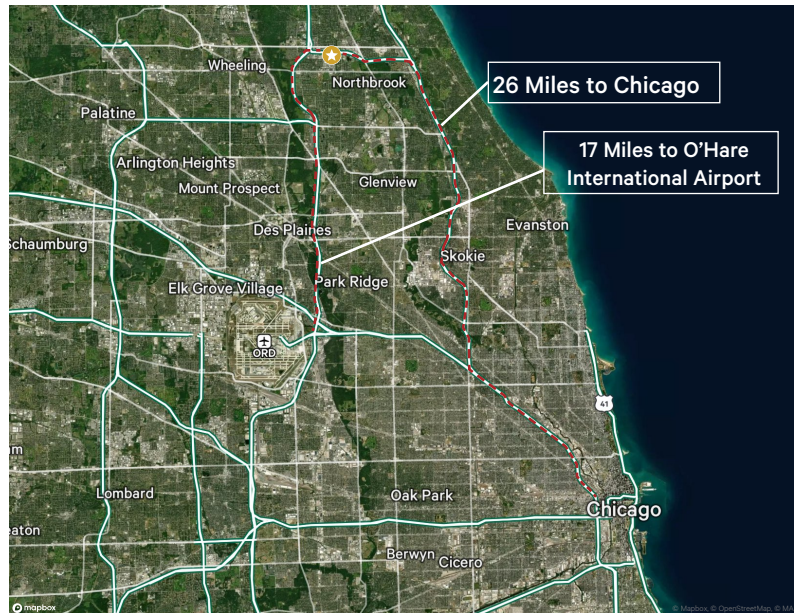 Wheeling
Northbrook
26 Miles to Chicago
Palatine
17 Miles to O'Hare
International Airport
Arlington Heights
Mount Prospect
Glenview
Evanston
Des Plaines
Schaumburg
Skokie
Elk Grove Village
Park Ridge
ORD
41
Lombard
Oak Park
Chicago
eaton
Berwyn
Cicero
mapbox
© Mapbox, © OpenStreetMap, © MA